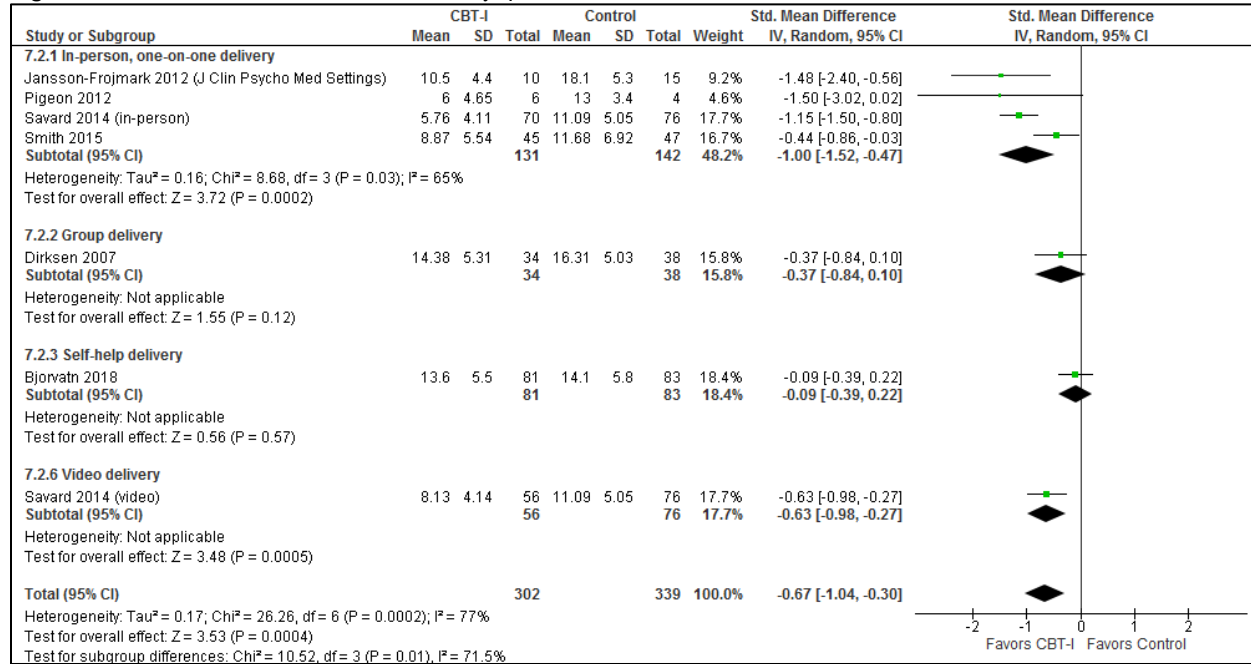 CBT-I Control Std. Mean Difference Std. Mean Difference
Study or Subgroup Mean SD Total Mean SD Total Weight IV, Random, 95% CI IV, Random, 95% CI
7.2.1 In-person, one-on-one delivery
Jansson-Frojmark 2012 (J Clin Psycho Med Settings) 10.5 4.4 10 18.1 5.3 15 9.2% -1.48 [-2.40, -0.56]
Pigeon 2012 6 4.65 6 13 3.4 4 4.6% -1.50 [-3.02, 0.02]
Savard 2014 (in-person) 5.76 4.11 70 11.09 5.05 76 17.7% -1.15 [-1.50, -0.80]
Smith 2015 8.87 5.54 45 11.68 6.92 47 16.7% -0.44 [-0.86, -0.03]
Subtotal (95% CI) 131 142 48.2% -1.00 [-1.52, -0.47]
Heterogeneity: Tau² = 0.16; Chi² = 8.68, df = 3 (P = 0.03); I² = 65%
Test for overall effect: Z = 3.72 (P = 0.0002)
7.2.2 Group delivery
Dirksen 2007 14.38 5.31 34 16.31 5.03 38 15.8% -0.37 [-0.84, 0.10]
Subtotal (95% CI) 34 38 15.8% -0.37 [-0.84, 0.10]
Heterogeneity: Not applicable
Test for overall effect: Z = 1.55 (P = 0.12)
7.2.3 Self-help delivery
Bjorvatn 2018 13.6 5.5 81 14.1 5.8 83 18.4% -0.09 [-0.39, 0.22]
Subtotal (95% CI) 81 83 18.4% -0.09 [-0.39, 0.22]
Heterogeneity: Not applicable
Test for overall effect: Z = 0.56 (P = 0.57)
7.2.6 Video delivery
Savard 2014 (video) 8.13 4.14 56 11.09 5.05 76 17.7% -0.63 [-0.98, -0.27]
Subtotal (95% CI) 56 76 17.7% -0.63 [-0.98, -0.27]
Heterogeneity: Not applicable
Test for overall effect: Z = 3.48 (P = 0.0005)
Total (95% CI) 302 339 100.0% -0.67 [-1.04, -0.30]
Heterogeneity: Tau² = 0.17; Chi² = 26.26, df = 6 (P = 0.0002); I² = 77%
Test for overall effect: Z = 3.53 (P = 0.0004)
Test for subgroup differences: Chi² = 10.52, df = 3 (P = 0.01), I² = 71.5%
-2 -1 0 1 2
Favors CBT-I Favors Control